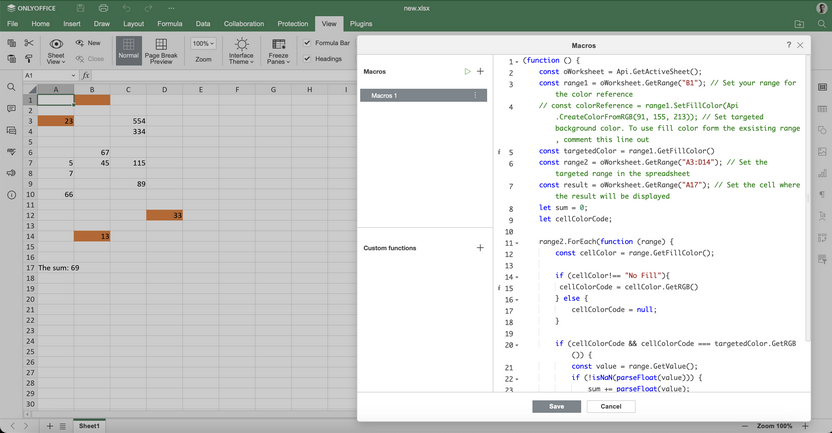 ONLYOFFICE
...
new.xlsx
File Home Insert Draw Layout Formula Data Collaboration Protection View Plugins
Sheet View
New
Close
Normal
Page Break Preview
100%
Zoom
Interface Theme
Freeze Panes
Formula Bar
Headings
A1 fx
A B C D E F G H I
1
2
3 23 554
4 334
5
6 67
7 5 45 115
8 7
9 89
10 66
11
12 33
13
14 13
15
16
17 The sum: 69
18
19
20
21
22
23
24
25
26
27
28
29
30
Sheet1
Zoom 100%
Macros
?
Macros
Macros 1
Custom functions
1 (function () {
2 const oWorksheet = Api.GetActiveSheet();
3 const range1 = oWorksheet.GetRange("B1"); // Set your range for
the color reference
4 // const colorReference = range1.SetFillColor(Api
.CreateColorFromRGB(91, 155, 213)); // Set targeted
background color. To use fill color form the exsisting range
, comment this line out
i 5 const targetedColor = range1.GetFillColor()
6 const range2 = oWorksheet.GetRange("A3:D14"); // Set the
targeted range in the spreadsheet
7 const result = oWorksheet.GetRange("A17"); // Set the cell where
the result will be displayed
8 let sum = 0;
9 let cellColorCode;
10
11 range2.ForEach(function (range) {
12 const cellColor = range.GetFillColor();
13
14 if (cellColor!== "No Fill"){
i 15 cellColorCode = cellColor.GetRGB()
16 } else {
17 cellColorCode = null;
18 }
19
20 if (cellColorCode && cellColorCode === targetedColor.GetRGB
()) {
21 const value = range.GetValue();
22 if (!isNaN(parseFloat(value))) {
23 sum += parseFloat(value);
Save
Cancel